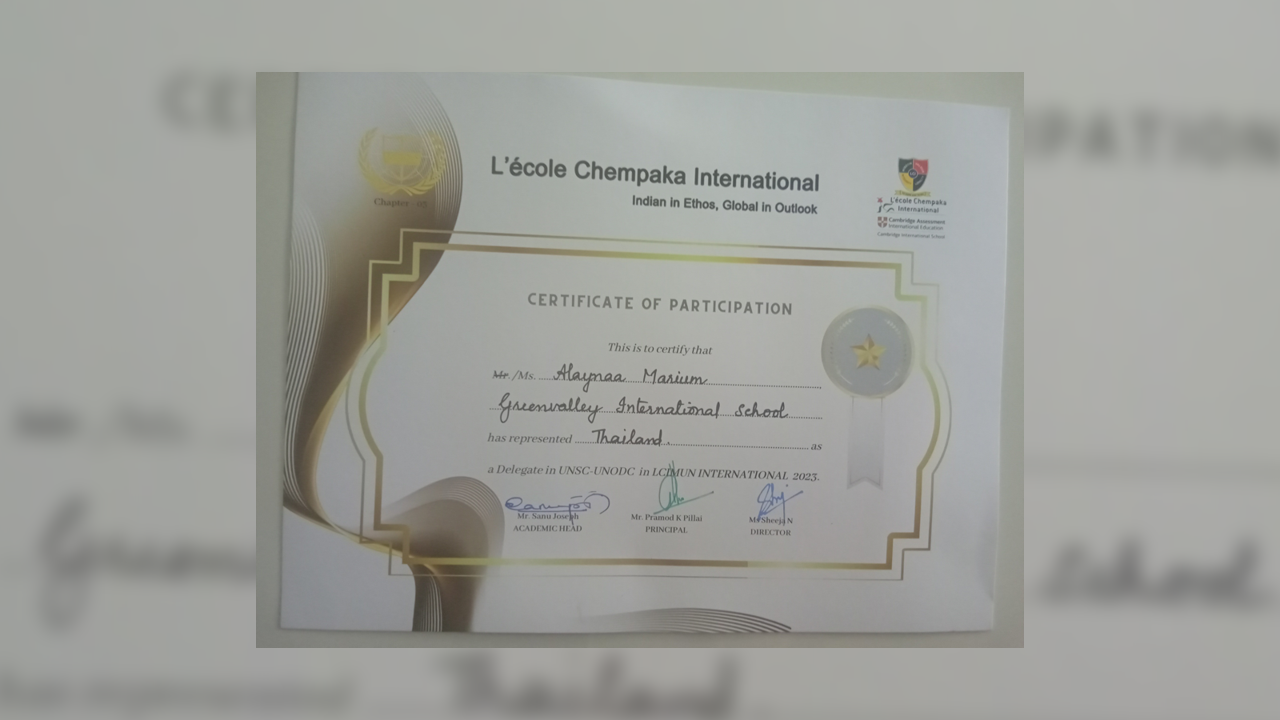 L'école Chempaka International
Indian in Ethos, Global in Outlook
Chapter
L'école Chempaka
International
Cambridge Assessment
International Education
Cambridge International School
CERTIFICATE OF PARTICIPATION
This is to certify that
Mr./Ms. Alaynaa Marium
Greenvalley International School
has represented Thailand. as
a Delegate in UNSC-UNODC in LCIMUN INTERNATIONAL 2023.
Mr. Sanu Joseph
ACADEMIC HEAD
Mr. Pramod K Pillai
PRINCIPAL
Sheeja N
DIRECTOR